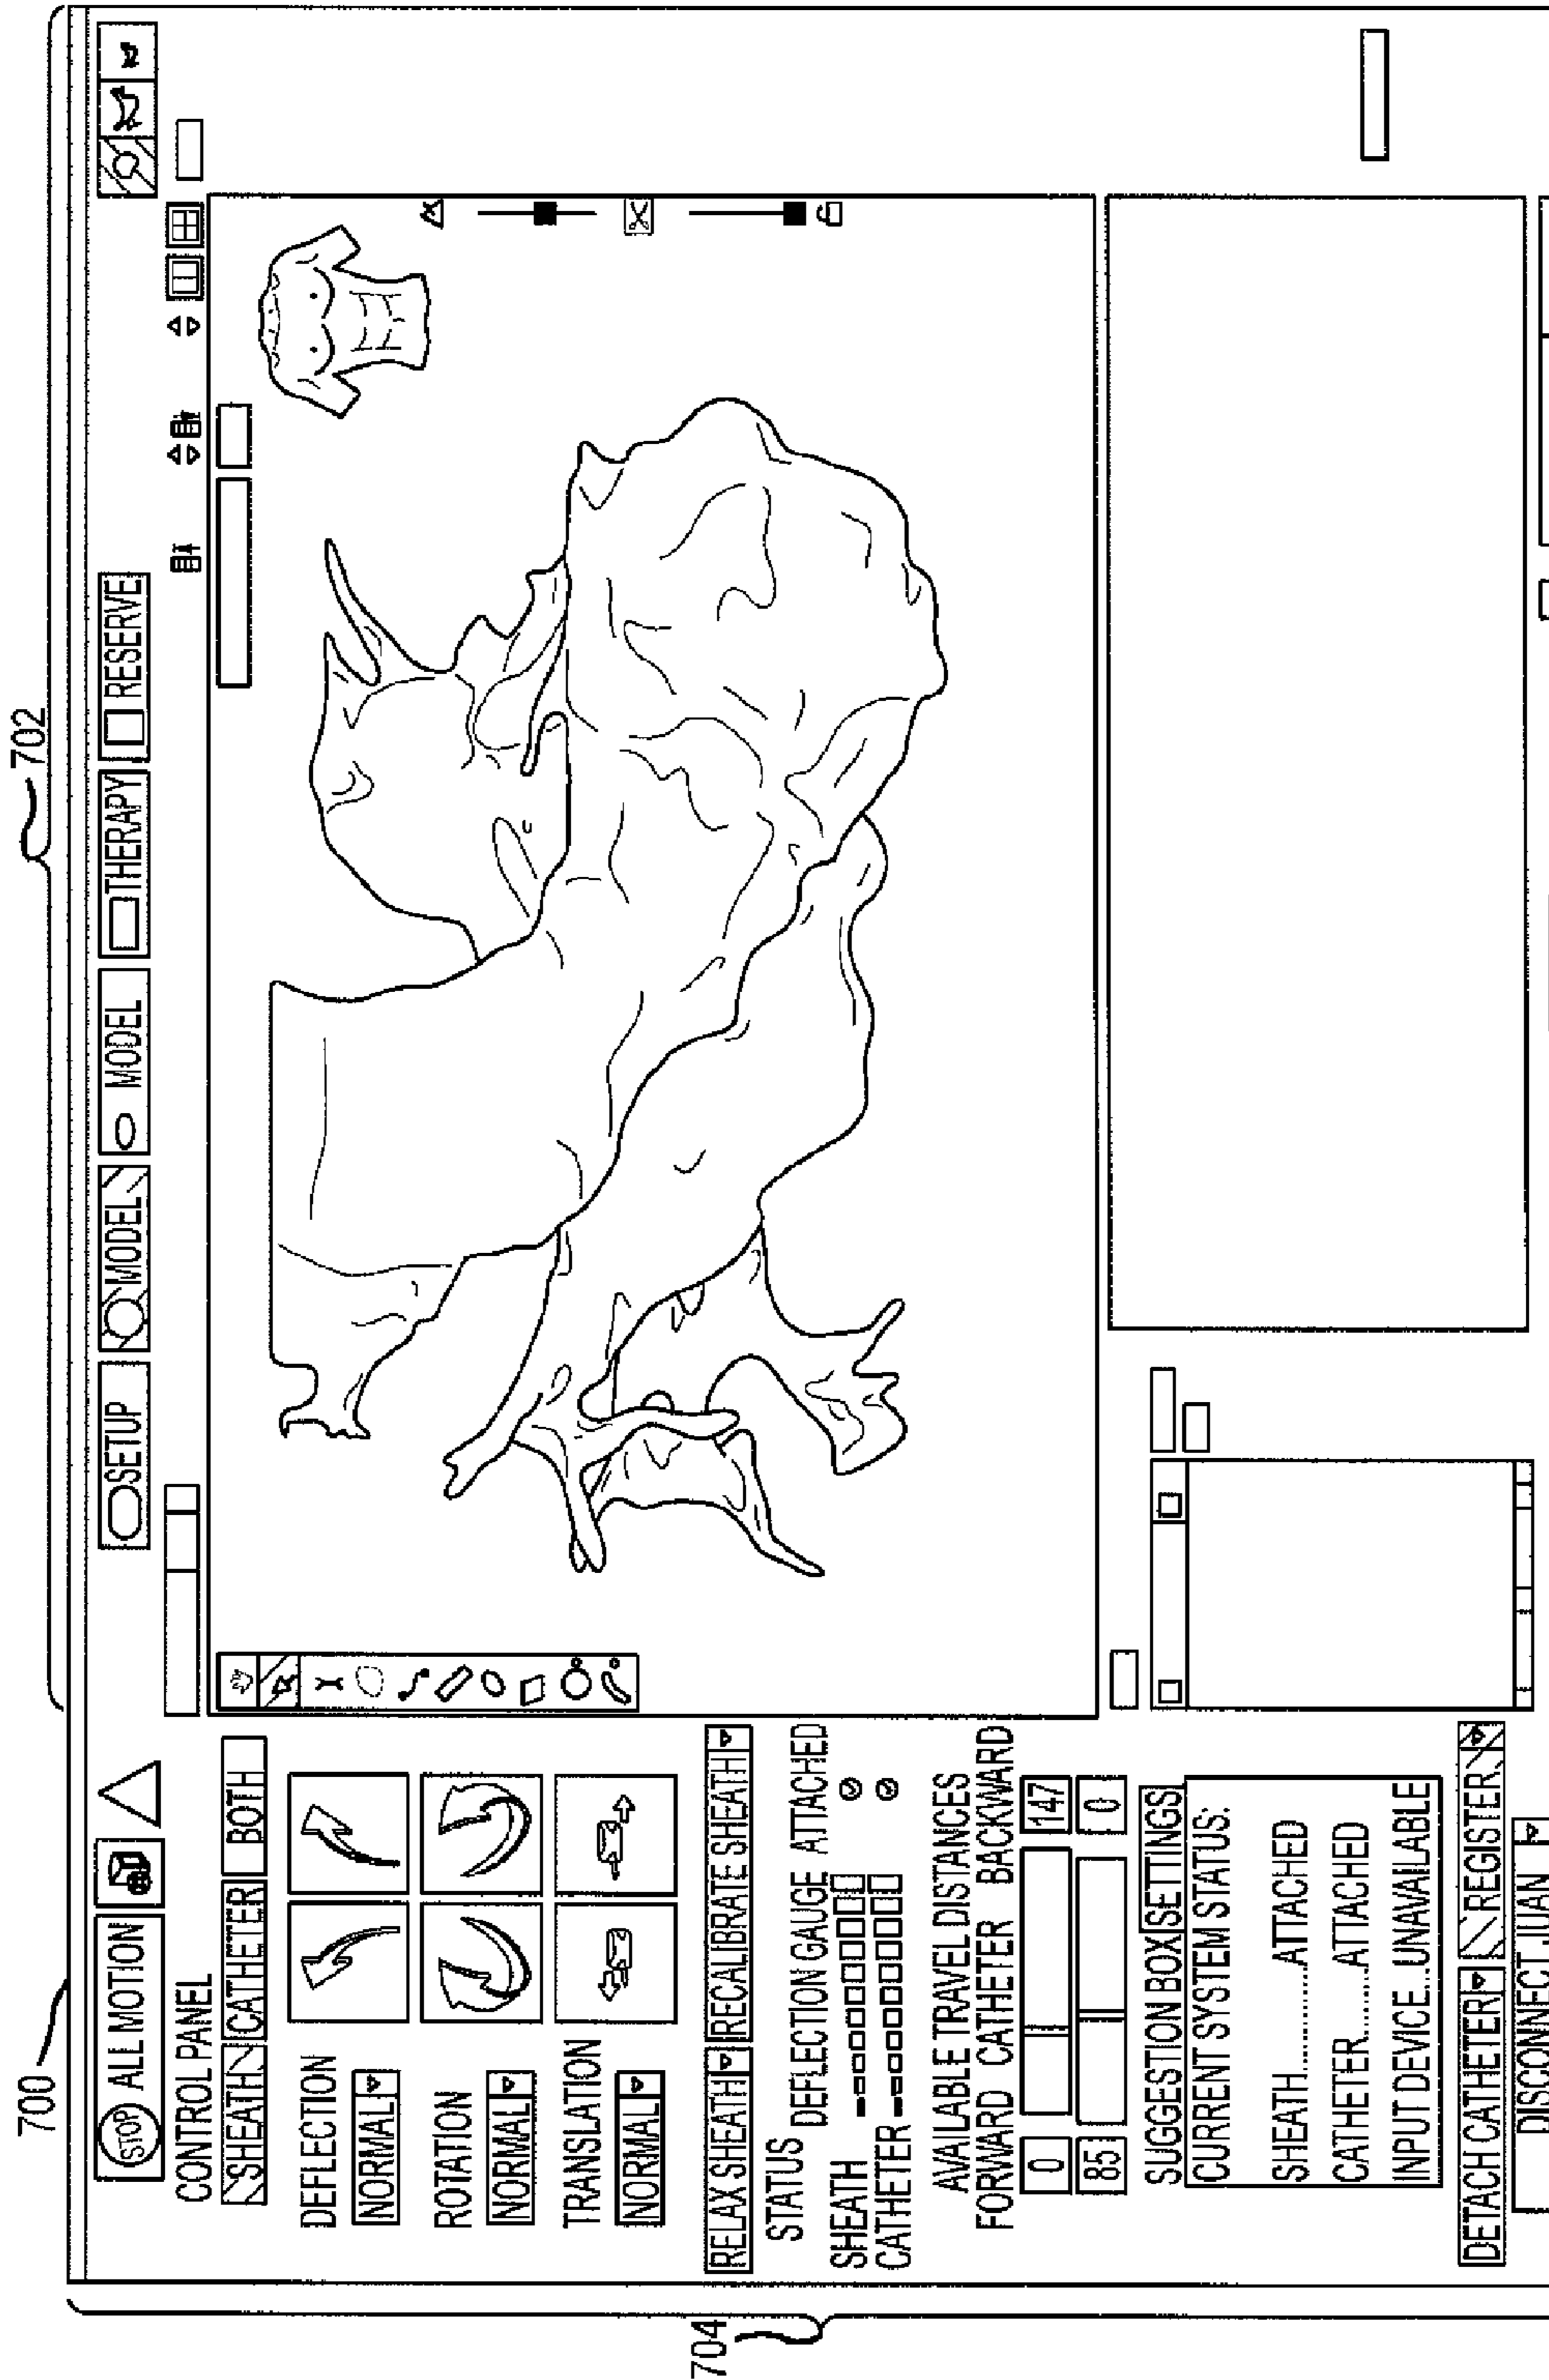 700
702
704
STOP ALL MOTION
SETUP
MODEL
MODEL
THERAPY
RESERVE
CONTROL PANEL
SHEATH CATHETER BOTH
DEFLECTION
NORMAL
ROTATION
NORMAL
TRANSLATION
NORMAL
RELAX SHEATH RECALIBRATE SHEATH
STATUS DEFLECTION GAUGE ATTACHED
SHEATH
CATHETER
AVAILABLE TRAVEL DISTANCES
FORWARD CATHETER BACKWARD
0 147
85 0
SUGGESTION BOX SETTINGS
CURRENT SYSTEM STATUS:
SHEATH..............ATTACHED
CATHETER.........ATTACHED
INPUT DEVICE...UNAVAILABLE
DETACH CATHETER REGISTER
DISCONNECT JUAN